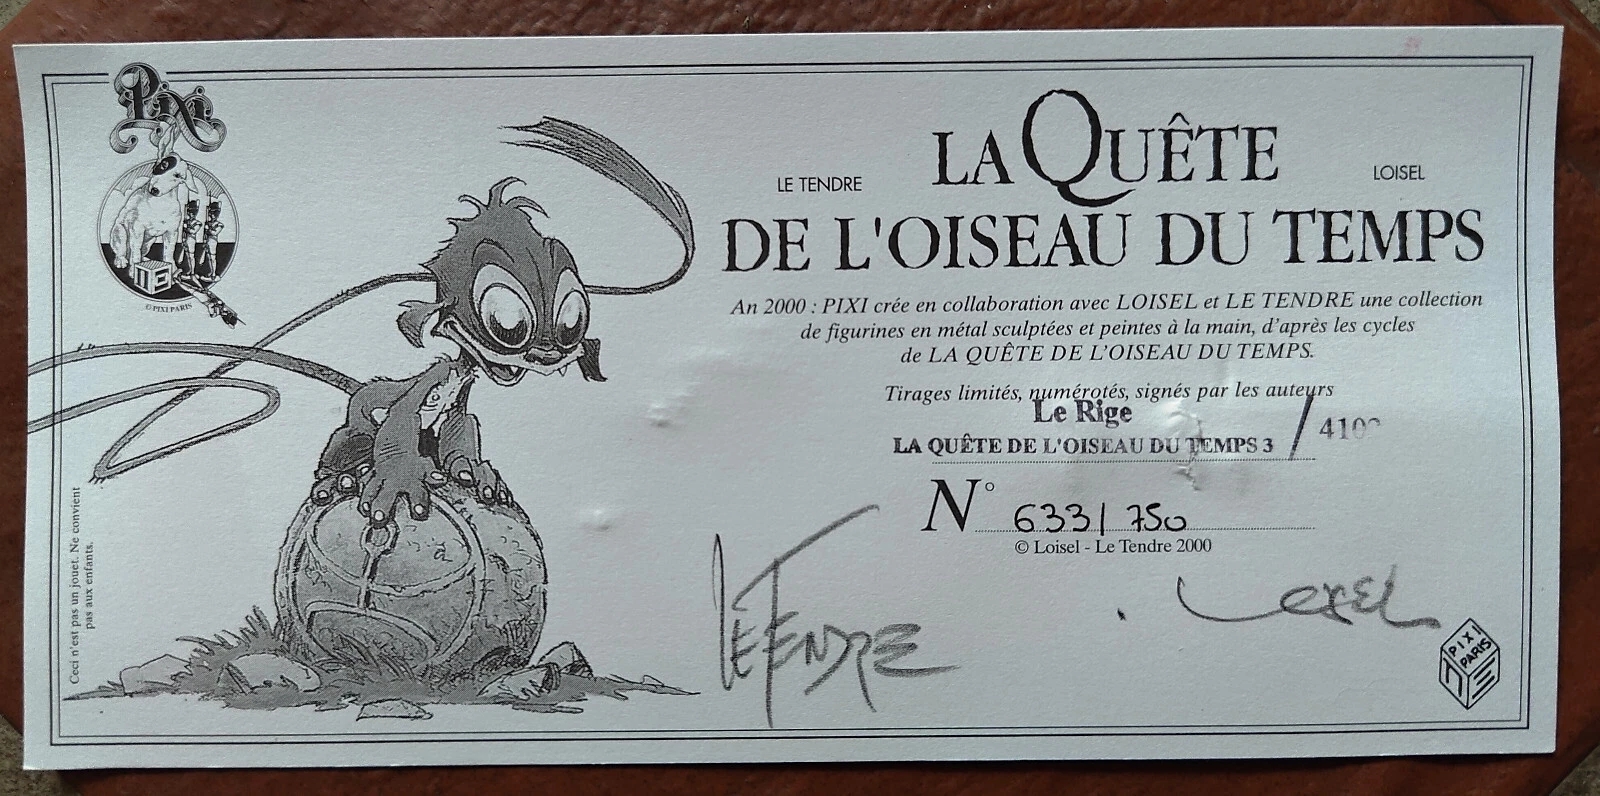 Pixi
© PIXI PARIS
LE TENDRE
LA QUÊTE
LOISEL
DE L'OISEAU DU TEMPS
An 2000 : PIXI crée en collaboration avec LOISEL et LE TENDRE une collection
de figurines en métal sculptées et peintes à la main, d'après les cycles
de LA QUÊTE DE L'OISEAU DU TEMPS.
Tirages limités, numérotés, signés par les auteurs
Le Rige
LA QUÊTE DE L'OISEAU DU TEMPS 3 / 410
N° 633/750
© Loisel - Le Tendre 2000
LETENDRE
Loisel
PIXI
PARIS
Ceci n'est pas un jouet. Ne convient
pas aux enfants.